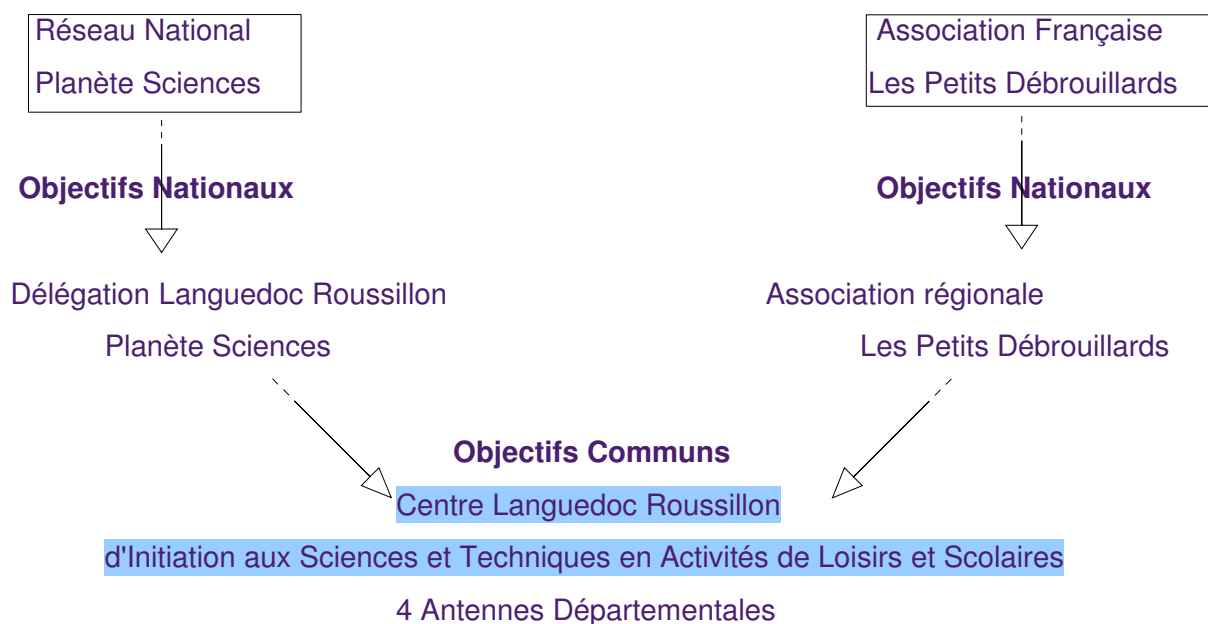 Réseau National
Planète Sciences
Association Française
Les Petits Débrouillards
Objectifs Nationaux
Objectifs Nationaux
Délégation Languedoc Roussillon
Planète Sciences
Association régionale
Les Petits Débrouillards
Objectifs Communs
Centre Languedoc Roussillon
d'Initiation aux Sciences et Techniques en Activités de Loisirs et Scolaires
4 Antennes Départementales